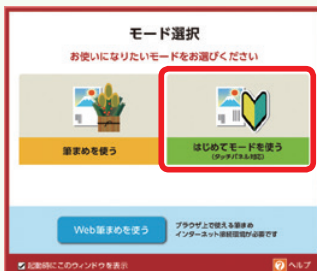 モード選択
お使いになりたいモードをお選びください
筆まめを使う
はじめてモードを使う
(タッチパネル対応)
Web筆まめを使う
ブラウザ上で使える筆まめ
インターネット接続環境が必要です
起動時にこのウィンドウを表示
ヘルプ